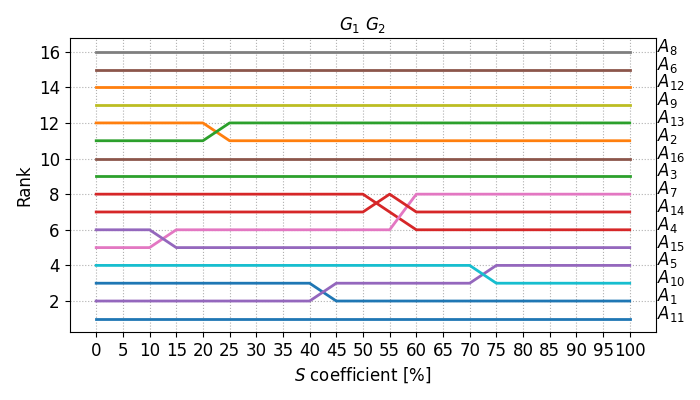 G₁ G₂
Rank
16
14
12
10
8
6
4
2
A₈
A₆
A₁₂
A₉
A₁₃
A₂
A₁₆
A₃
A₇
A₁₄
A₄
A₁₅
A₅
A₁₀
A₁
A₁₁
0 5 10 15 20 25 30 35 40 45 50 55 60 65 70 75 80 85 90 95 100
S coefficient [%]